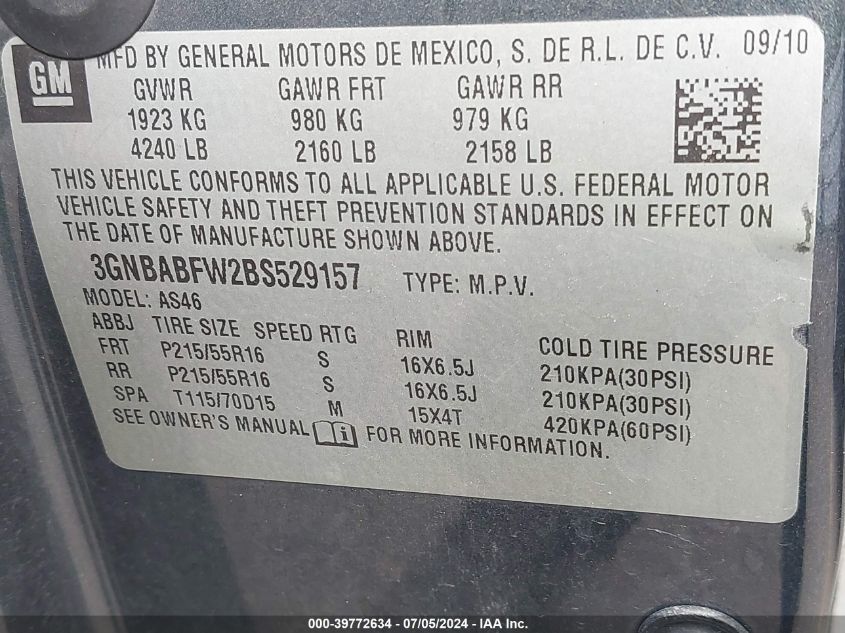 GM
MFD BY GENERAL MOTORS DE MEXICO, S. DE R.L. DE C.V. 09/10
GVWR GAWR FRT GAWR RR
1923 KG 980 KG 979 KG
4240 LB 2160 LB 2158 LB
THIS VEHICLE CONFORMS TO ALL APPLICABLE U.S. FEDERAL MOTOR
VEHICLE SAFETY AND THEFT PREVENTION STANDARDS IN EFFECT ON
THE DATE OF MANUFACTURE SHOWN ABOVE.
3GNBABFW2BS529157 TYPE: M.P.V.
MODEL: AS46
ABBJ TIRE SIZE SPEED RTG RIM COLD TIRE PRESSURE
FRT P215/55R16 S 16X6.5J 210KPA(30PSI)
RR P215/55R16 S 16X6.5J 210KPA(30PSI)
SPA T115/70D15 M 15X4T 420KPA(60PSI)
SEE OWNER'S MANUAL FOR MORE INFORMATION.
000-39772634 - 07/05/2024 - IAA Inc.